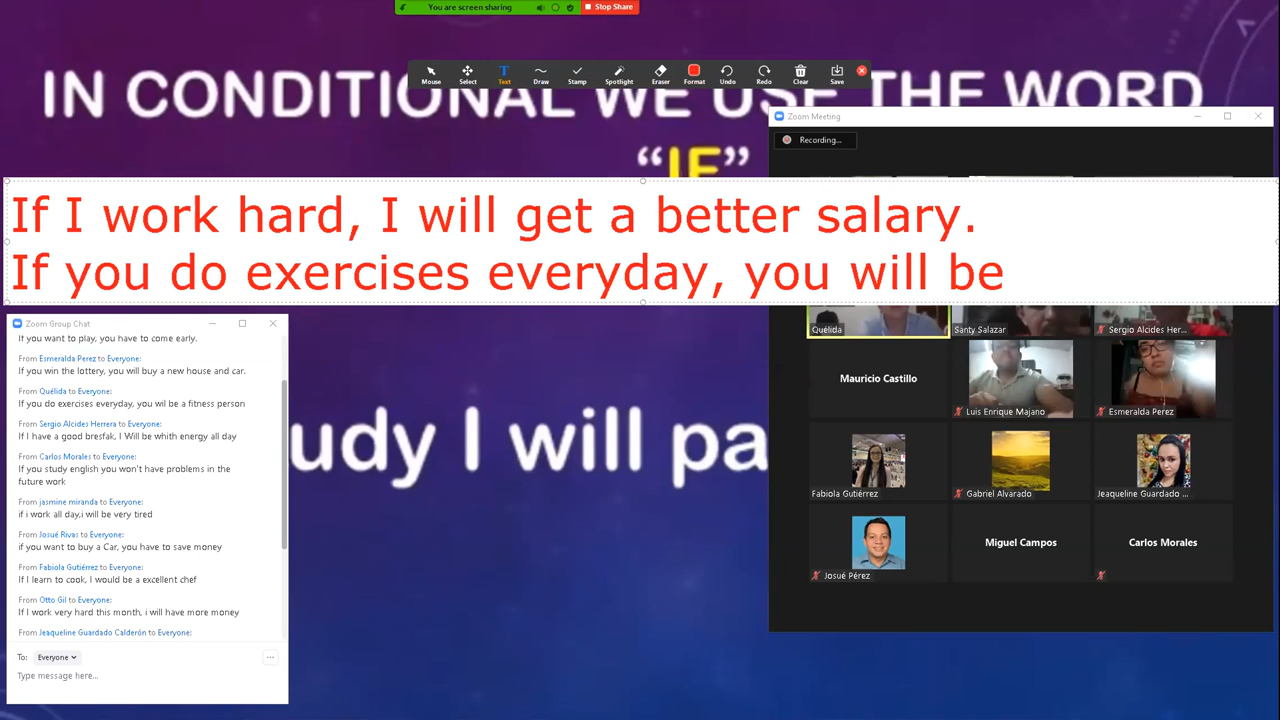 You are screen sharing
Stop Share
Mouse
Select
Text
Draw
Stamp
Spotlight
Eraser
Format
Undo
Redo
Clear
Save
IN CONDITIONAL WE USE THE WORD
“IF”
Zoom Meeting
Recording...
If I work hard, I will get a better salary.
If you do exercises everyday, you will be
udy I will pa
Zoom Group Chat
If you want to play, you have to come early.
From Esmeralda Perez to Everyone:
If you win the lottery, you will buy a new house and car.
From Quélida to Everyone:
If you do exercises everyday, you wil be a fitness person
From Sergio Alcides Herrera to Everyone:
If I have a good bresfak, I Will be whith energy all day
From Carlos Morales to Everyone:
If you study english you won't have problems in the
future work
From jasmine miranda to Everyone:
if i work all day,i will be very tired
From Josué Rivas to Everyone:
if you want to buy a Car, you have to save money
From Fabiola Gutiérrez to Everyone:
If I learn to cook, I would be a excellent chef
From Otto Gil to Everyone:
If I work very hard this month, i will have more money
From Jeaqueline Guardado Calderón to Everyone:
To: Everyone
Type message here...
Quélida
Santy Salazar
Sergio Alcides Her...
Mauricio Castillo
Luis Enrique Majano
Esmeralda Perez
Fabiola Gutiérrez
Gabriel Alvarado
Jeaqueline Guardado ...
Josué Pérez
Miguel Campos
Carlos Morales